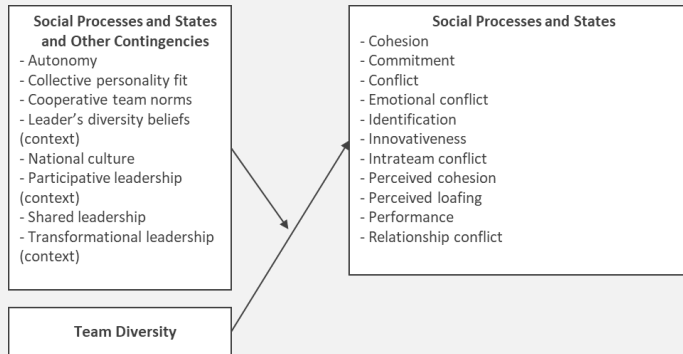 Social Processes and States
and Other Contingencies
- Autonomy
- Collective personality fit
- Cooperative team norms
- Leader's diversity beliefs
(context)
- National culture
- Participative leadership
(context)
- Shared leadership
- Transformational leadership
(context)
Team Diversity
Social Processes and States
- Cohesion
- Commitment
- Conflict
- Emotional conflict
- Identification
- Innovativeness
- Intrateam conflict
- Perceived cohesion
- Perceived loafing
- Performance
- Relationship conflict